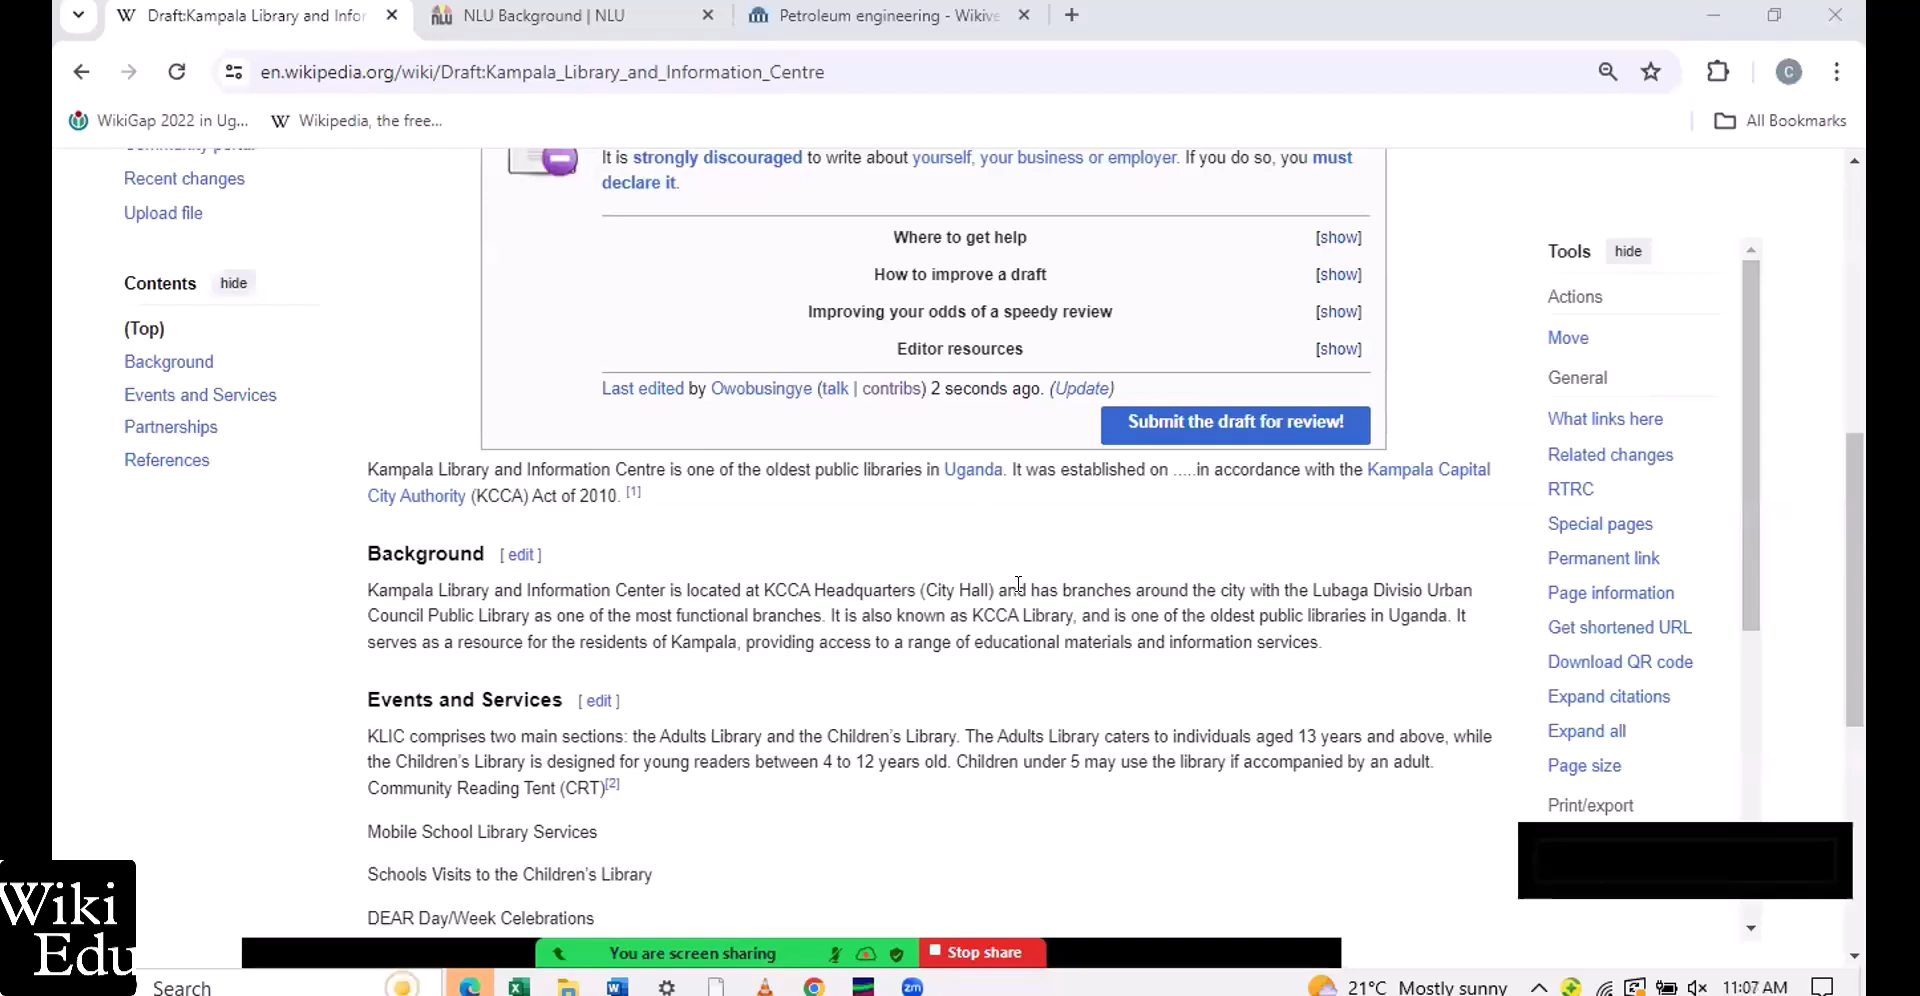 Draft:Kampala Library and Infor
NLU Background | NLU
Petroleum engineering - Wikive
en.wikipedia.org/wiki/Draft:Kampala_Library_and_Information_Centre
C
WikiGap 2022 in Ug...
Wikipedia, the free...
All Bookmarks
Community portal
Recent changes
Upload file
Contents hide
(Top)
Background
Events and Services
Partnerships
References
It is strongly discouraged to write about yourself, your business or employer. If you do so, you must
declare it.
Where to get help [show]
How to improve a draft [show]
Improving your odds of a speedy review [show]
Editor resources [show]
Last edited by Owobusingye (talk | contribs) 2 seconds ago. (Update)
Submit the draft for review!
Kampala Library and Information Centre is one of the oldest public libraries in Uganda. It was established on .....in accordance with the Kampala Capital
City Authority (KCCA) Act of 2010. [1]
Background [ edit ]
Kampala Library and Information Center is located at KCCA Headquarters (City Hall) and has branches around the city with the Lubaga Divisio Urban
Council Public Library as one of the most functional branches. It is also known as KCCA Library, and is one of the oldest public libraries in Uganda. It
serves as a resource for the residents of Kampala, providing access to a range of educational materials and information services.
Events and Services [ edit ]
KLIC comprises two main sections: the Adults Library and the Children's Library. The Adults Library caters to individuals aged 13 years and above, while
the Children's Library is designed for young readers between 4 to 12 years old. Children under 5 may use the library if accompanied by an adult.
Community Reading Tent (CRT)[2]
Mobile School Library Services
Schools Visits to the Children's Library
DEAR Day/Week Celebrations
Tools hide
Actions
Move
General
What links here
Related changes
RTRC
Special pages
Permanent link
Page information
Get shortened URL
Download QR code
Expand citations
Expand all
Page size
Print/export
Wiki
Edu
You are screen sharing
Stop share
Search
zm
21°C Mostly sunny
11:07 AM